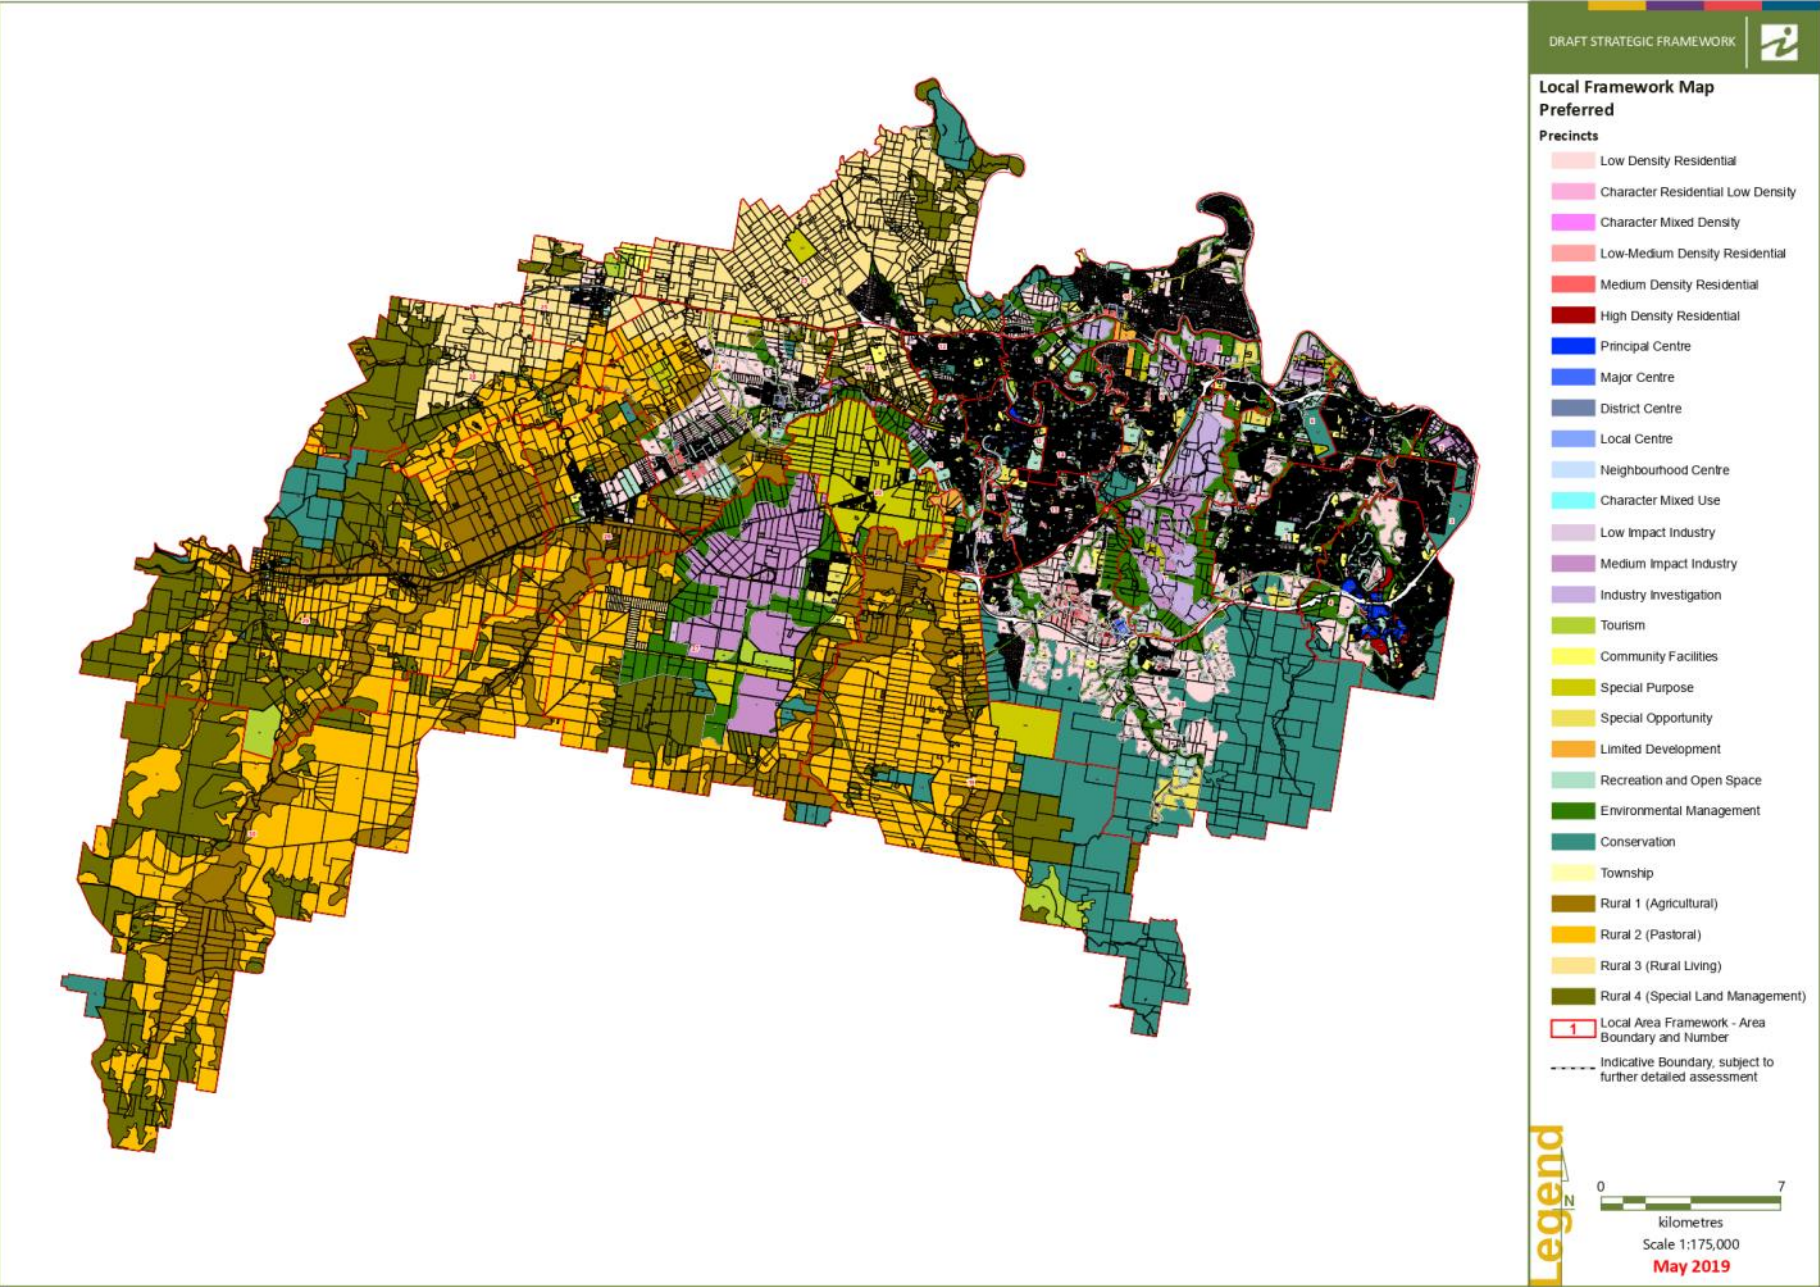 DRAFT STRATEGIC FRAMEWORK
Local Framework Map
Preferred
Precincts
Low Density Residential
Character Residential Low Density
Character Mixed Density
Low-Medium Density Residential
Medium Density Residential
High Density Residential
Principal Centre
Major Centre
District Centre
Local Centre
Neighbourhood Centre
Character Mixed Use
Low Impact Industry
Medium Impact Industry
Industry Investigation
Tourism
Community Facilities
Special Purpose
Special Opportunity
Limited Development
Recreation and Open Space
Environmental Management
Conservation
Township
Rural 1 (Agricultural)
Rural 2 (Pastoral)
Rural 3 (Rural Living)
Rural 4 (Special Land Management)
1 Local Area Framework - Area
Boundary and Number
Indicative Boundary, subject to
further detailed assessment
Legend
N
0 7
kilometres
Scale 1:175,000
May 2019